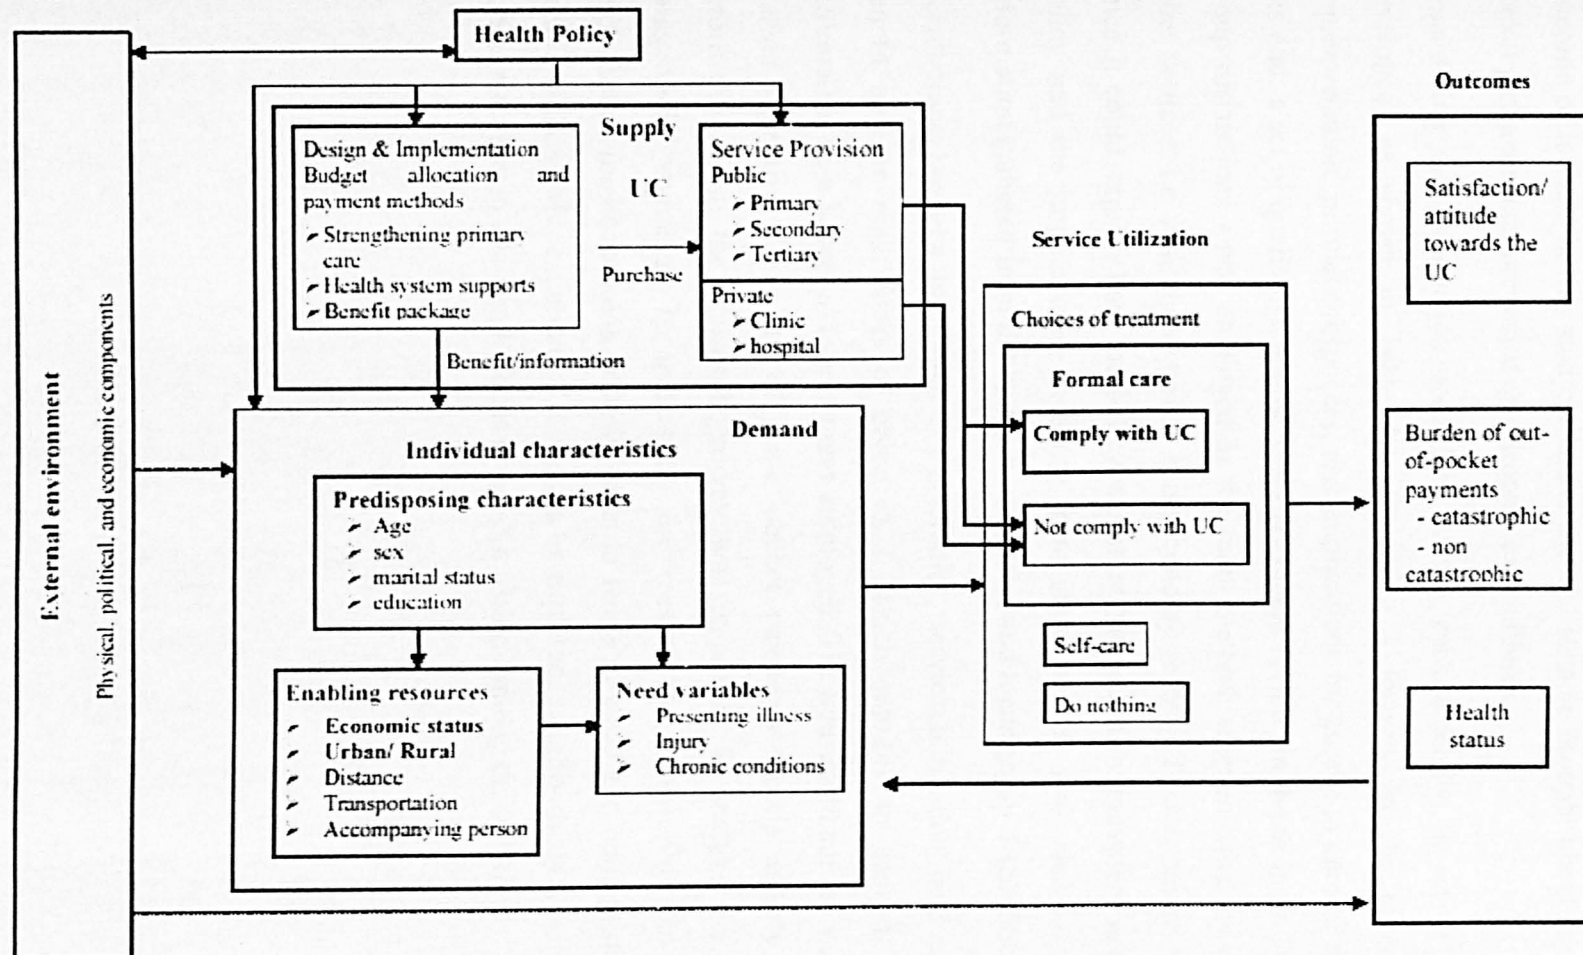 Health Policy
External environment
Physical, political, and economic components
Supply
UC
Design & Implementation
Budget allocation and
payment methods
➢ Strengthening primary
care
➢ Health system supports
➢ Benefit package
Purchase
Service Provision
Public
➢ Primary
➢ Secondary
➢ Tertiary
Private
➢ Clinic
➢ hospital
Benefit/information
Demand
Individual characteristics
Predisposing characteristics
➢ Age
➢ sex
➢ marital status
➢ education
Enabling resources
➢ Economic status
➢ Urban/ Rural
➢ Distance
➢ Transportation
➢ Accompanying person
Need variables
➢ Presenting illness
➢ Injury
➢ Chronic conditions
Service Utilization
Choices of treatment
Formal care
Comply with UC
Not comply with UC
Self-care
Do nothing
Outcomes
Satisfaction/
attitude
towards the
UC
Burden of out-
of-pocket
payments
- catastrophic
- non
catastrophic
Health
status